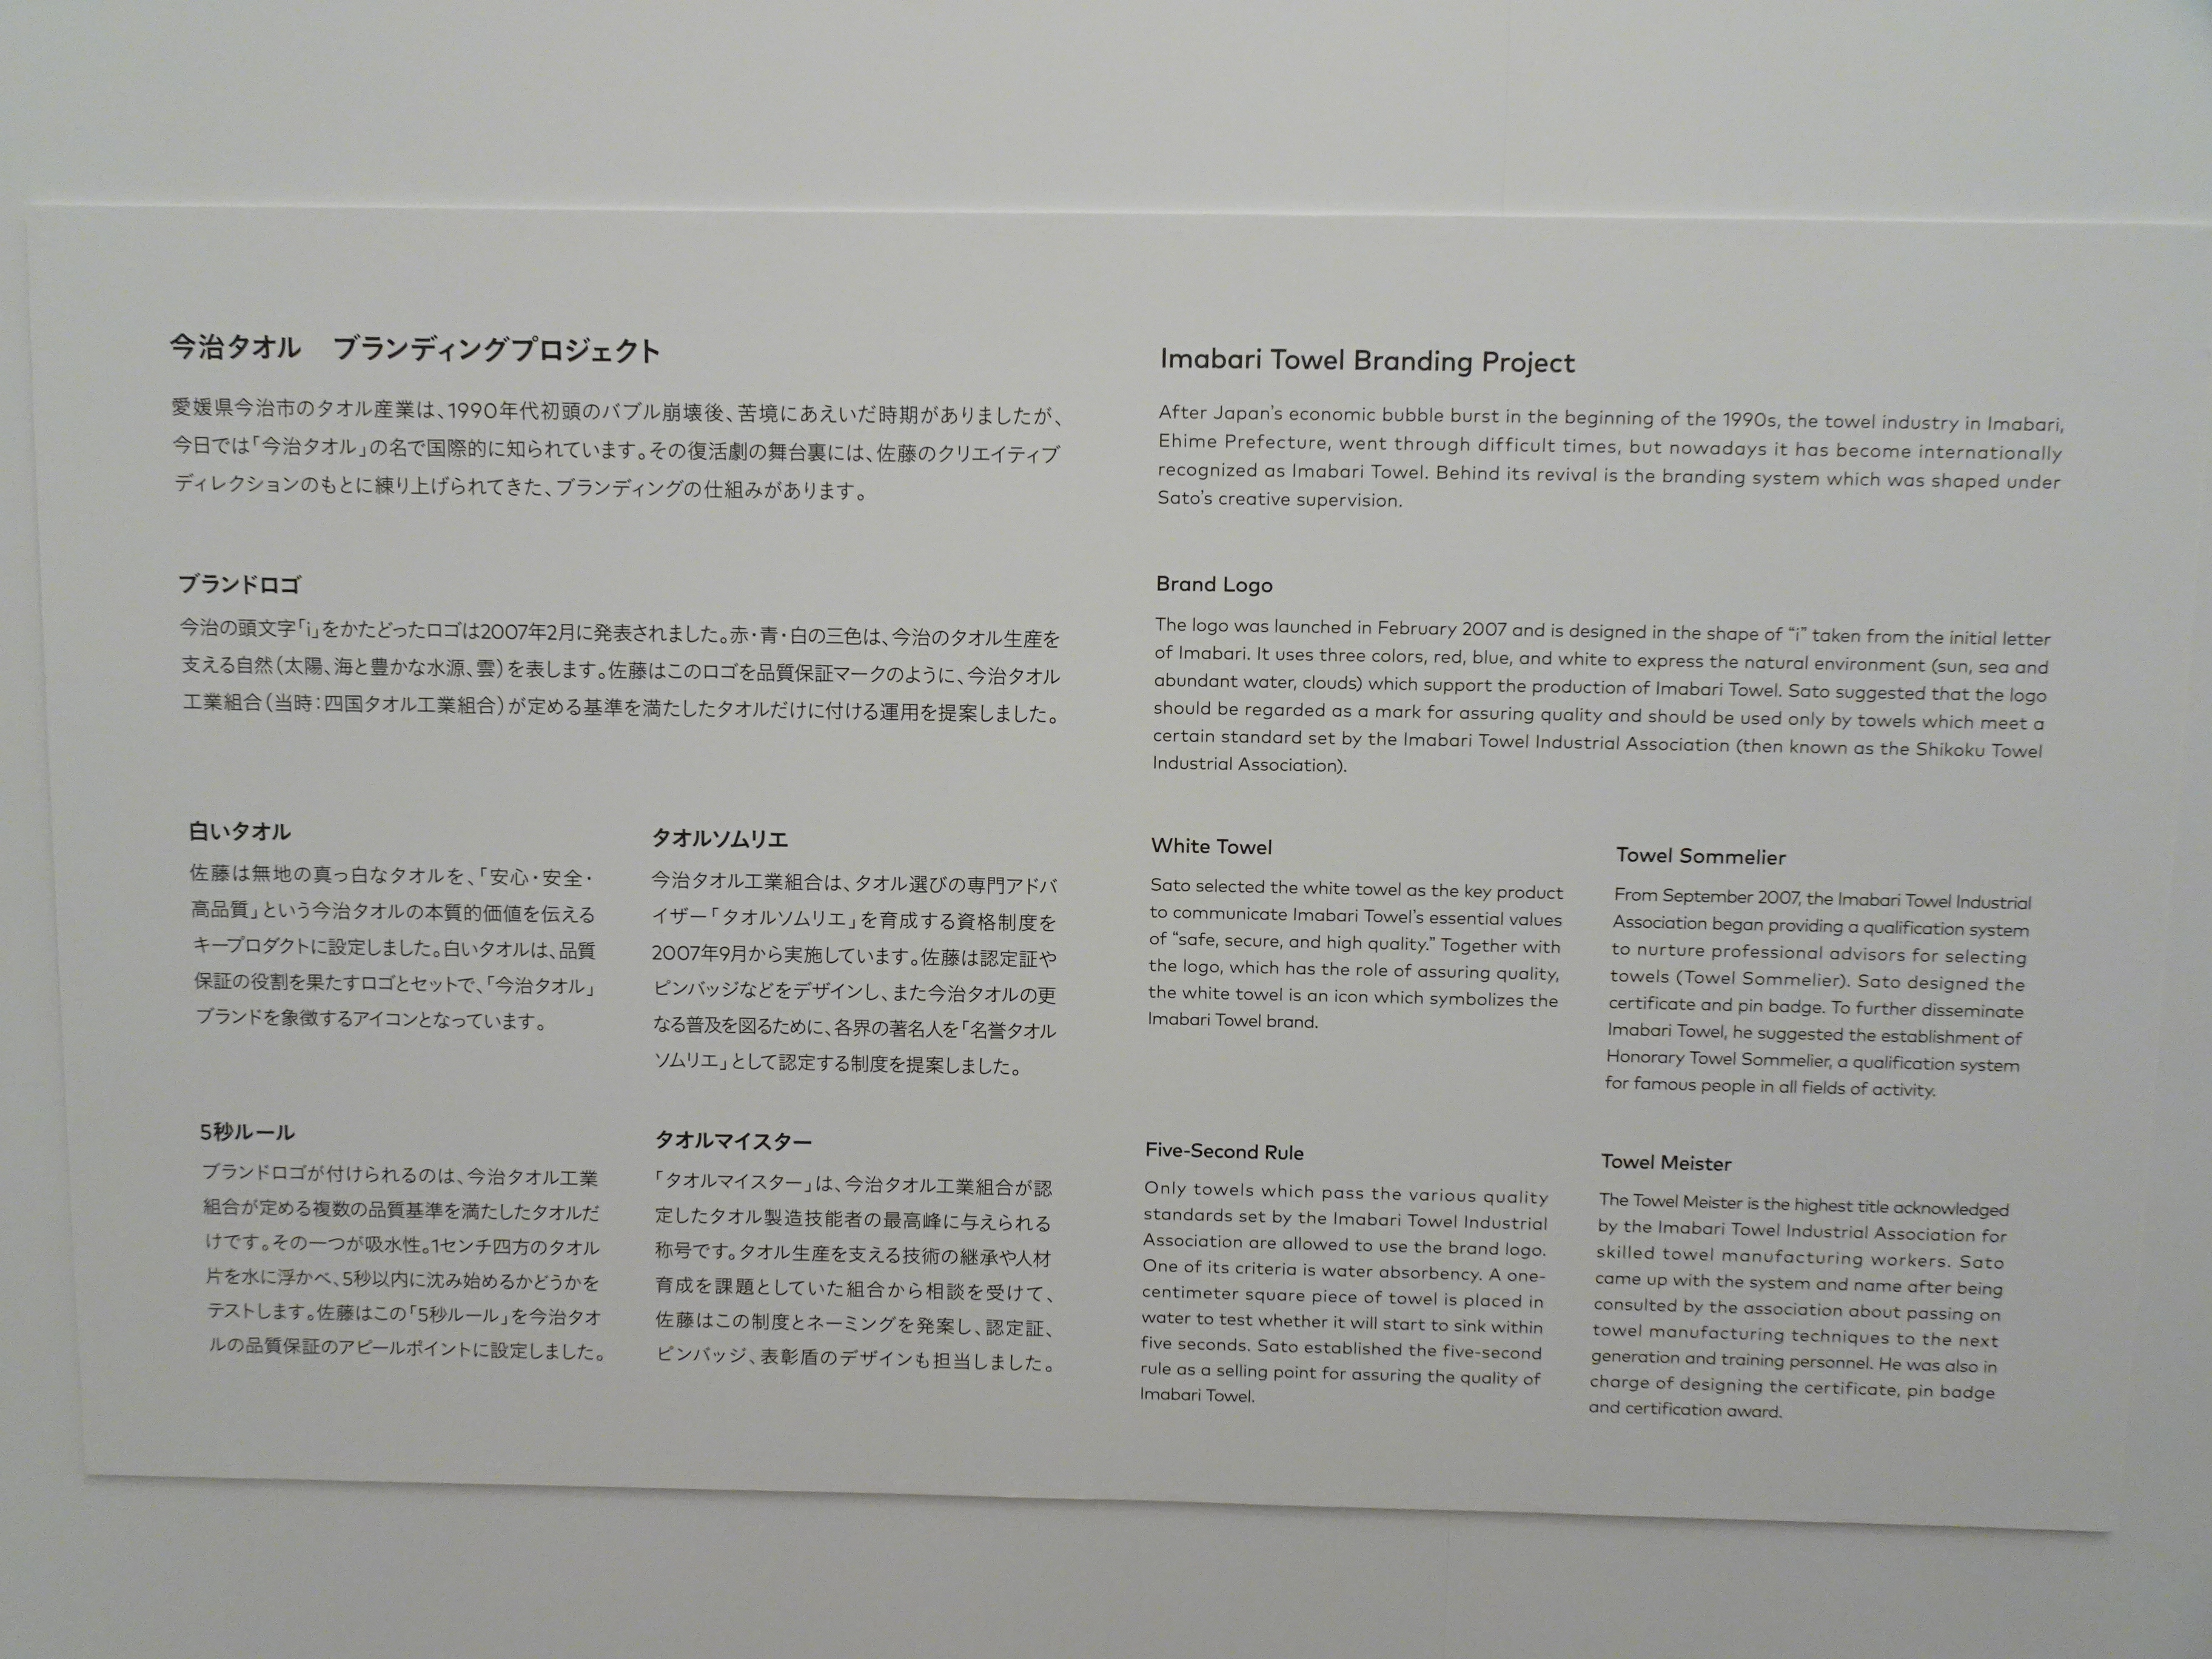 今治タオル　ブランディングプロジェクト
愛媛県今治市のタオル産業は、1990年代初頭のバブル崩壊後、苦境にあえいだ時期がありましたが、
今日では「今治タオル」の名で国際的に知られています。その復活劇の舞台裏には、佐藤のクリエイティブ
ディレクションのもとに練り上げられてきた、ブランディングの仕組みがあります。
ブランドロゴ
今治の頭文字「i」をかたどったロゴは2007年2月に発表されました。赤・青・白の三色は、今治のタオル生産を
支える自然（太陽、海と豊かな水源、雲）を表します。佐藤はこのロゴを品質保証マークのように、今治タオル
工業組合（当時：四国タオル工業組合）が定める基準を満たしたタオルだけに付ける運用を提案しました。
白いタオル
佐藤は無地の真っ白なタオルを、「安心・安全・
高品質」という今治タオルの本質的価値を伝える
キープロダクトに設定しました。白いタオルは、品質
保証の役割を果たすロゴとセットで、「今治タオル」
ブランドを象徴するアイコンとなっています。
タオルソムリエ
今治タオル工業組合は、タオル選びの専門アドバ
イザー「タオルソムリエ」を育成する資格制度を
2007年9月から実施しています。佐藤は認定証や
ピンバッジなどをデザインし、また今治タオルの更
なる普及を図るために、各界の著名人を「名誉タオル
ソムリエ」として認定する制度を提案しました。
5秒ルール
ブランドロゴが付けられるのは、今治タオル工業
組合が定める複数の品質基準を満たしたタオルだ
けです。その一つが吸水性。1センチ四方のタオル
片を水に浮かべ、5秒以内に沈み始めるかどうかを
テストします。佐藤はこの「5秒ルール」を今治タオ
ルの品質保証のアピールポイントに設定しました。
タオルマイスター
「タオルマイスター」は、今治タオル工業組合が認
定したタオル製造技能者の最高峰に与えられる
称号です。タオル生産を支える技術の継承や人材
育成を課題としていた組合から相談を受けて、
佐藤はこの制度とネーミングを発案し、認定証、
ピンバッジ、表彰盾のデザインも担当しました。
Imabari Towel Branding Project
After Japan's economic bubble burst in the beginning of the 1990s, the towel industry in Imabari,
Ehime Prefecture, went through difficult times, but nowadays it has become internationally
recognized as Imabari Towel. Behind its revival is the branding system which was shaped under
Sato's creative supervision.
Brand Logo
The logo was launched in February 2007 and is designed in the shape of “i” taken from the initial letter
of Imabari. It uses three colors, red, blue, and white to express the natural environment (sun, sea and
abundant water, clouds) which support the production of Imabari Towel. Sato suggested that the logo
should be regarded as a mark for assuring quality and should be used only by towels which meet a
certain standard set by the Imabari Towel Industrial Association (then known as the Shikoku Towel
Industrial Association).
White Towel
Sato selected the white towel as the key product
to communicate Imabari Towel's essential values
of “safe, secure, and high quality.” Together with
the logo, which has the role of assuring quality,
the white towel is an icon which symbolizes the
Imabari Towel brand.
Towel Sommelier
From September 2007, the Imabari Towel Industrial
Association began providing a qualification system
to nurture professional advisors for selecting
towels (Towel Sommelier). Sato designed the
certificate and pin badge. To further disseminate
Imabari Towel, he suggested the establishment of
Honorary Towel Sommelier, a qualification system
for famous people in all fields of activity.
Five-Second Rule
Only towels which pass the various quality
standards set by the Imabari Towel Industrial
Association are allowed to use the brand logo.
One of its criteria is water absorbency. A one-
centimeter square piece of towel is placed in
water to test whether it will start to sink within
five seconds. Sato established the five-second
rule as a selling point for assuring the quality of
Imabari Towel.
Towel Meister
The Towel Meister is the highest title acknowledged
by the Imabari Towel Industrial Association for
skilled towel manufacturing workers. Sato
came up with the system and name after being
consulted by the association about passing on
towel manufacturing techniques to the next
generation and training personnel. He was also in
charge of designing the certificate, pin badge
and certification award.